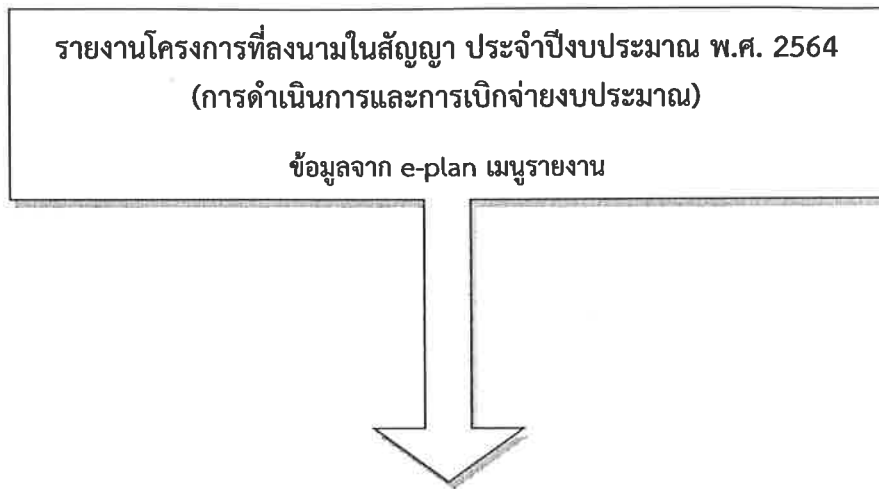 รายงานโครงการที่ลงนามในสัญญา ประจำปีงบประมาณ พ.ศ. 2564
(การดำเนินการและการเบิกจ่ายงบประมาณ)
ข้อมูลจาก e-plan เมนูรายงาน